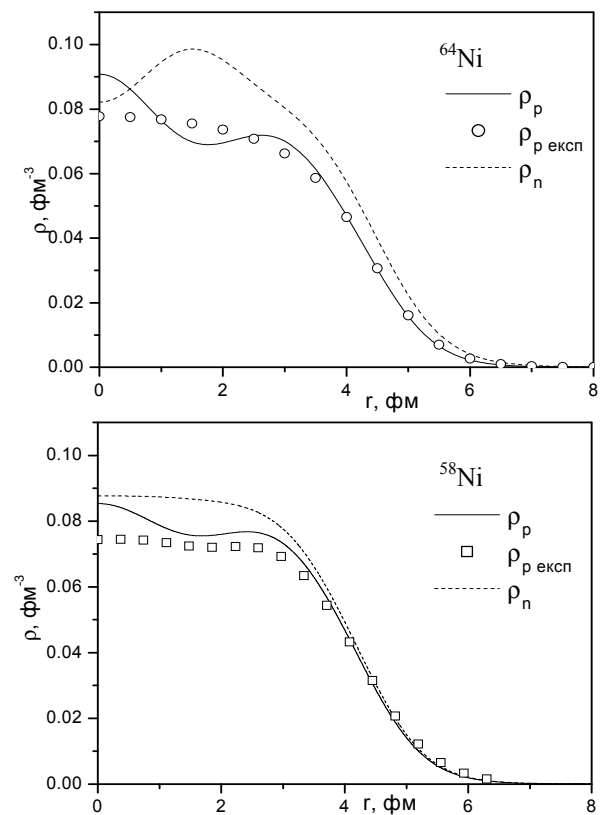 0.10
0.08
0.06
0.04
0.02
0.00
ρ, фм⁻³
⁶⁴Ni
ρₚ
ρₚ експ
ρₙ
0
2
4
6
8
r, фм
0.10
0.08
0.06
0.04
0.02
0.00
ρ, фм⁻³
⁵⁸Ni
ρₚ
ρₚ експ
ρₙ
0
2
4
6
8
r, фм